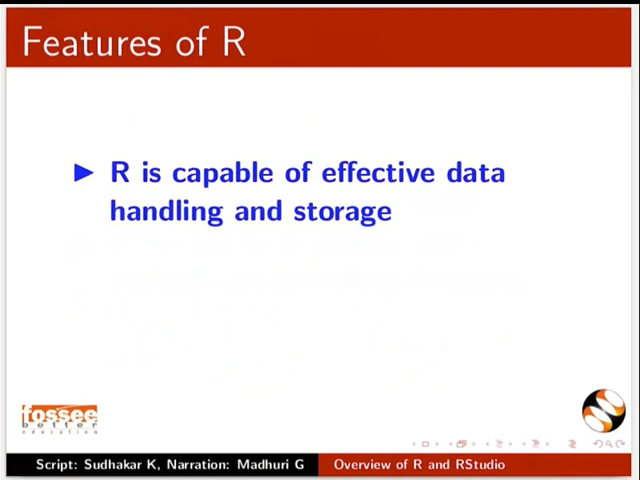 Features of R
R is capable of effective data
handling and storage
fossee
better
education
Script: Sudhakar K, Narration: Madhuri G
Overview of R and RStudio